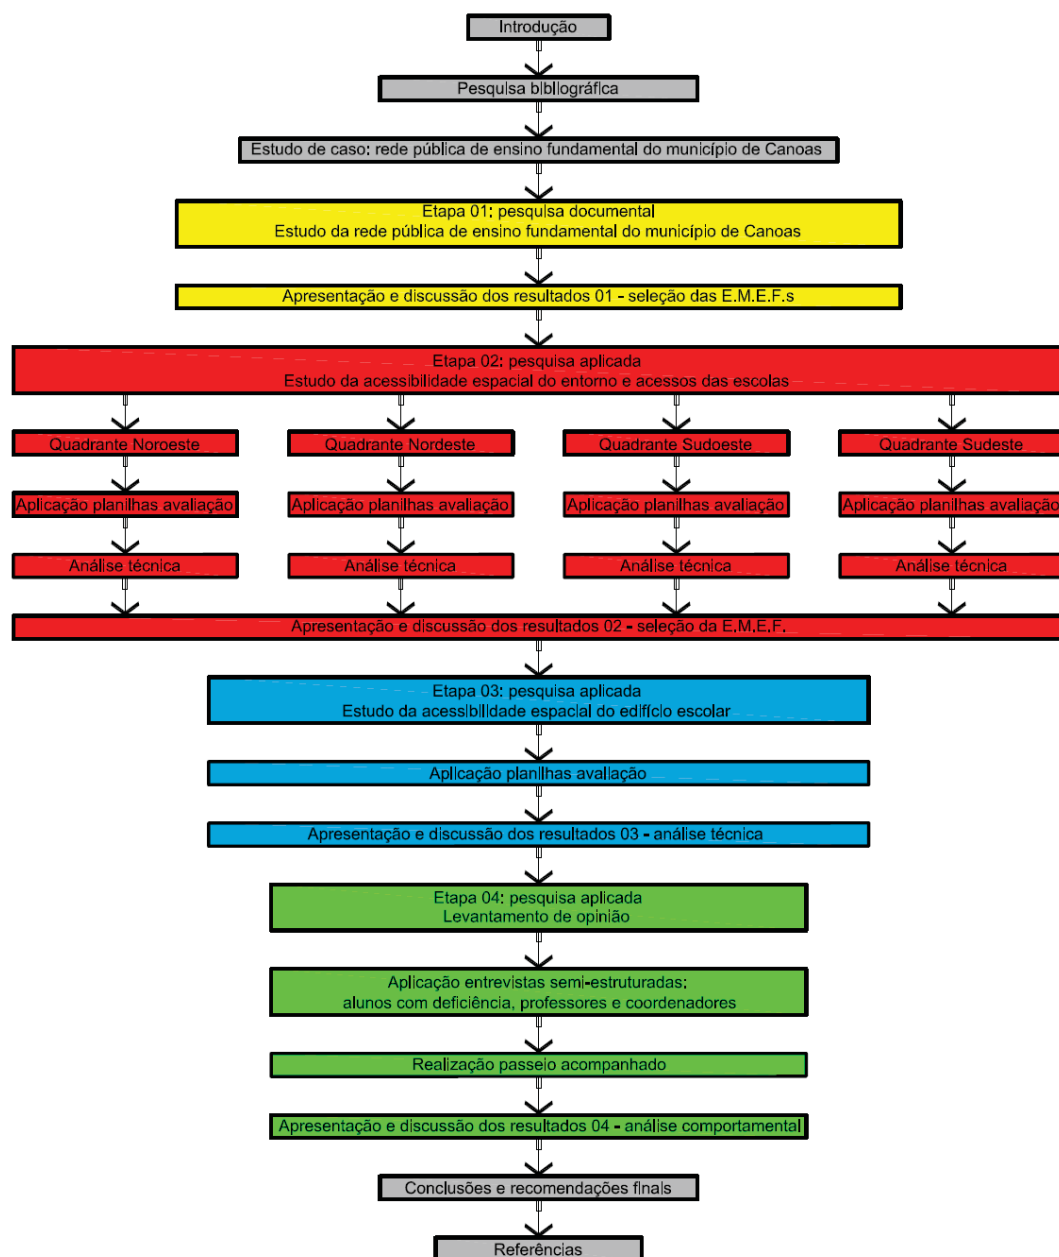 Introdução
Pesquisa bibliográfica
Estudo de caso: rede pública de ensino fundamental do município de Canoas
Etapa 01: pesquisa documental
Estudo da rede pública de ensino fundamental do município de Canoas
Apresentação e discussão dos resultados 01 - seleção das E.M.E.F.s
Etapa 02: pesquisa aplicada
Estudo da acessibilidade espacial do entorno e acessos das escolas
Quadrante Noroeste
Quadrante Nordeste
Quadrante Sudoeste
Quadrante Sudeste
Aplicação planilhas avaliação
Aplicação planilhas avaliação
Aplicação planilhas avaliação
Aplicação planilhas avaliação
Análise técnica
Análise técnica
Análise técnica
Análise técnica
Apresentação e discussão dos resultados 02 - seleção da E.M.E.F.
Etapa 03: pesquisa aplicada
Estudo da acessibilidade espacial do edifício escolar
Aplicação planilhas avaliação
Apresentação e discussão dos resultados 03 - análise técnica
Etapa 04: pesquisa aplicada
Levantamento de opinião
Aplicação entrevistas semi-estruturadas:
alunos com deficiência, professores e coordenadores
Realização passeio acompanhado
Apresentação e discussão dos resultados 04 - análise comportamental
Conclusões e recomendações finais
Referências